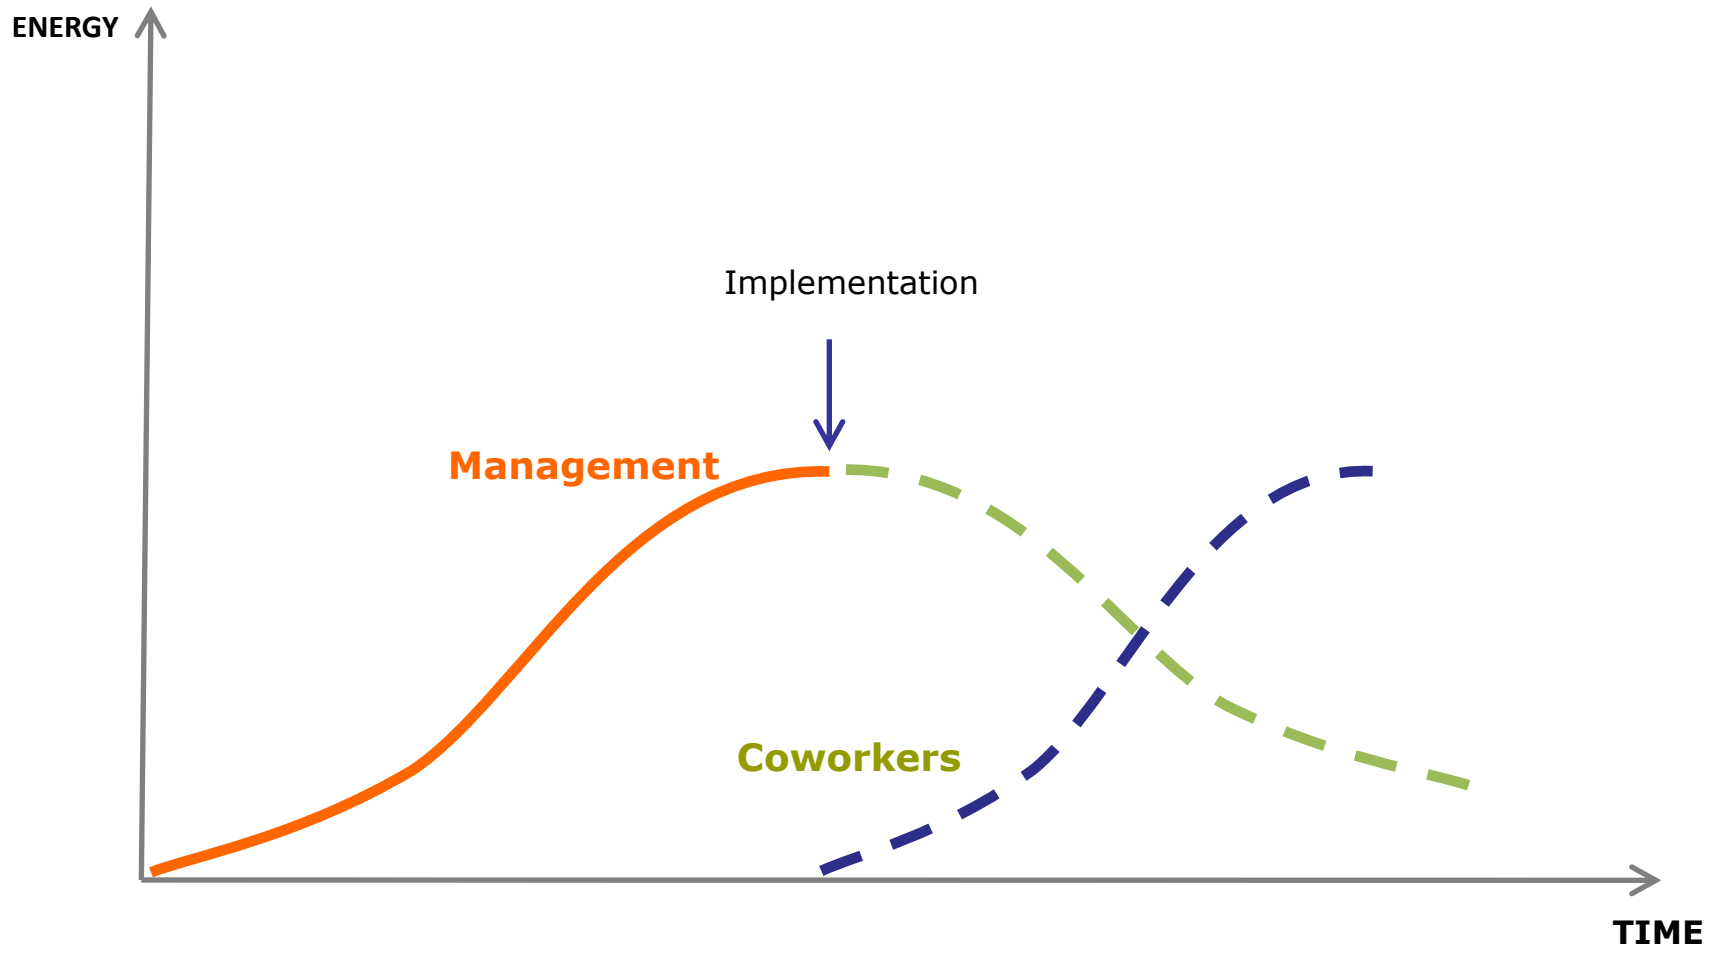 ENERGY
Implementation
Management
Coworkers
TIME